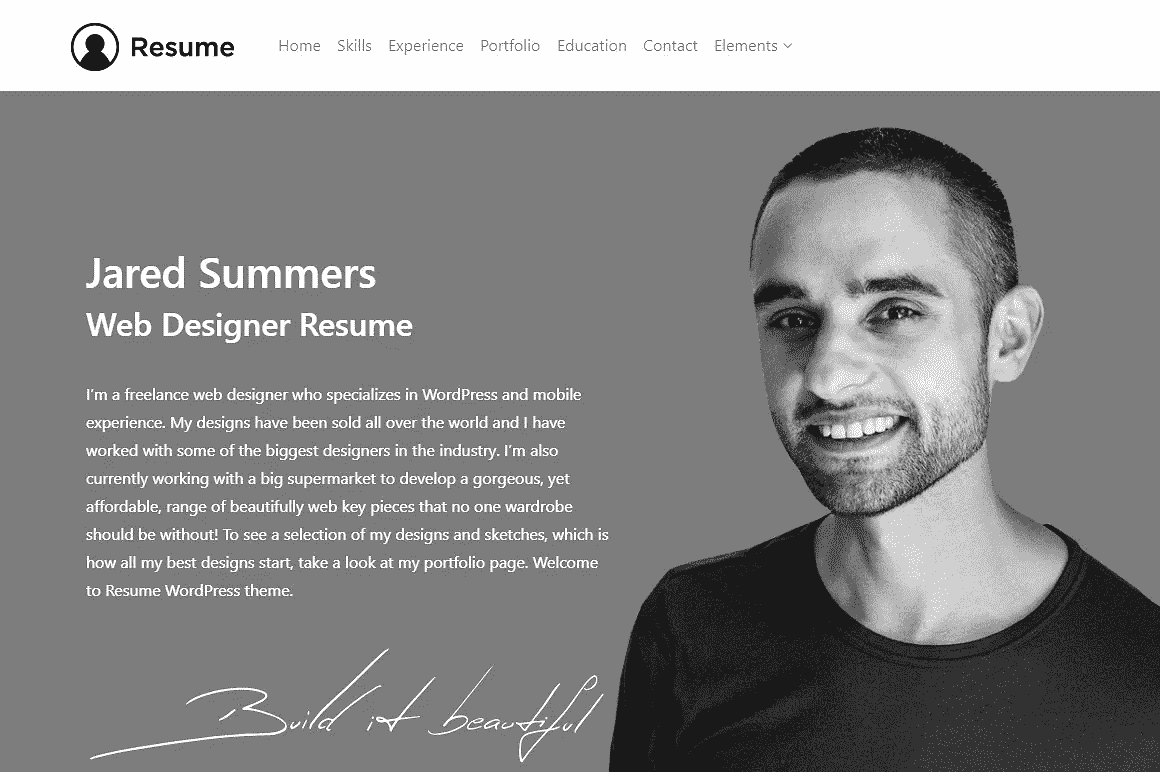 Resume
Home Skills Experience Portfolio Education Contact Elements
Jared Summers
Web Designer Resume
I'm a freelance web designer who specializes in WordPress and mobile
experience. My designs have been sold all over the world and I have
worked with some of the biggest designers in the industry. I'm also
currently working with a big supermarket to develop a gorgeous, yet
affordable, range of beautifully web key pieces that no one wardrobe
should be without! To see a selection of my designs and sketches, which is
how all my best designs start, take a look at my portfolio page. Welcome
to Resume WordPress theme.
Build it beautiful